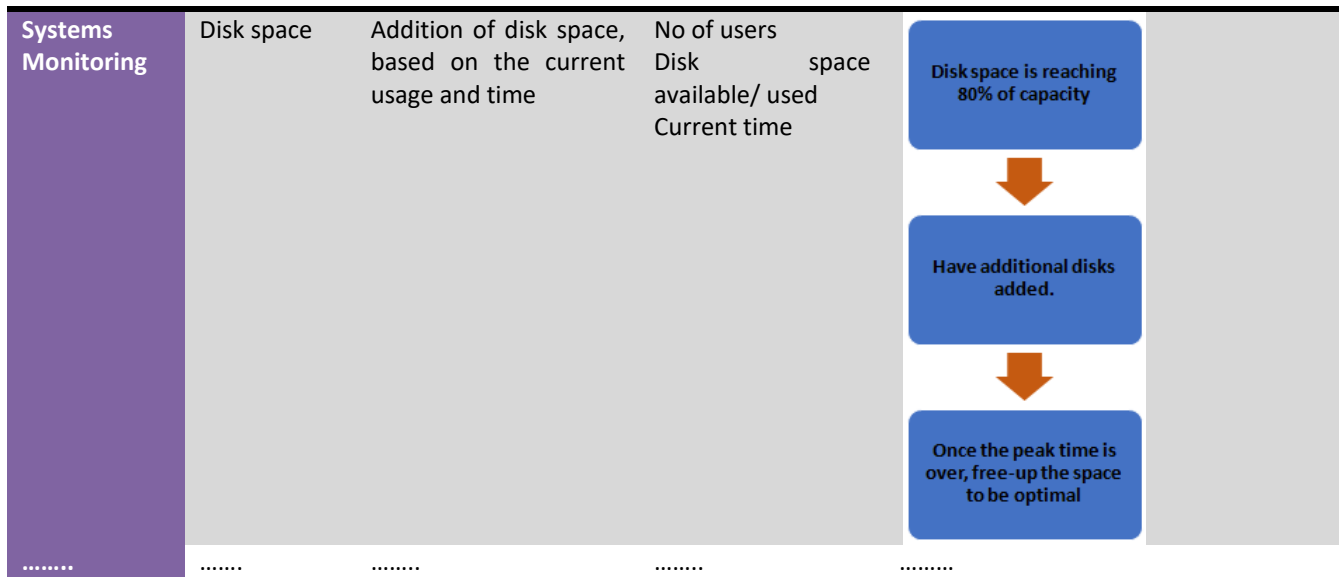 Systems
Monitoring
Disk space
Addition of disk space,
based on the current
usage and time
No of users
Disk space
available/ used
Current time
Disk space is reaching
80% of capacity
Have additional disks
added.
Once the peak time is
over, free-up the space
to be optimal
........ ....... ........ ........ .........